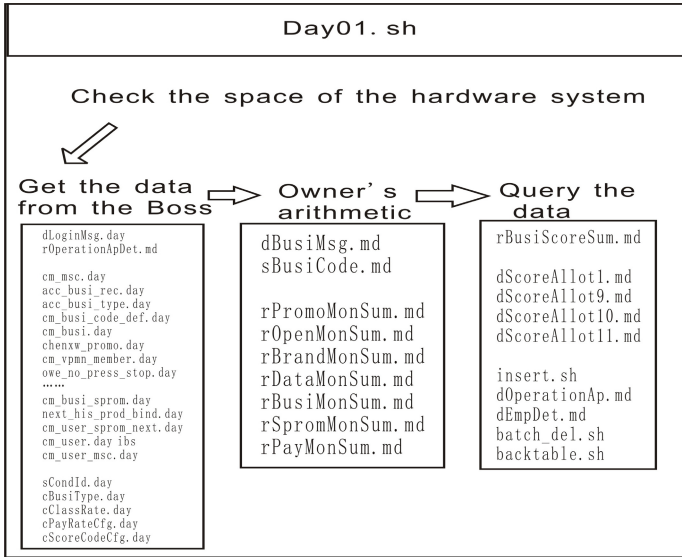 Day01. sh
Check the space of the hardware system
Get the data
from the Boss
dLoginMsg.day
rOperationApDet.md
cm_msc.day
acc_busi_rec.day
acc_busi_type.day
cm_busi_code_def.day
cm_busi.day
chenxw_promo.day
cm_vpmn_member.day
owe_no_press_stop.day
……
cm_busi_sprom.day
next_his_prod_bind.day
cm_user_sprom_next.day
cm_user.day ibs
cm_user_msc.day
sCondId.day
cBusiType.day
cClassRate.day
cPayRateCfg.day
cScoreCodeCfg.day
Owner's
arithmetic
dBusiMsg.md
sBusiCode.md
rPromoMonSum.md
rOpenMonSum.md
rBrandMonSum.md
rDataMonSum.md
rBusiMonSum.md
rSpromMonSum.md
rPayMonSum.md
Query the
data
rBusiScoreSum.md
dScoreAllot1.md
dScoreAllot9.md
dScoreAllot10.md
dScoreAllot11.md
insert.sh
dOperationAp.md
dEmpDet.md
batch_del.sh
backtable.sh